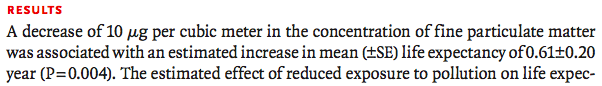 RESULTS
A decrease of 10 μg per cubic meter in the concentration of fine particulate matter
was associated with an estimated increase in mean (±SE) life expectancy of 0.61±0.20
year (P=0.004). The estimated effect of reduced exposure to pollution on life expec-